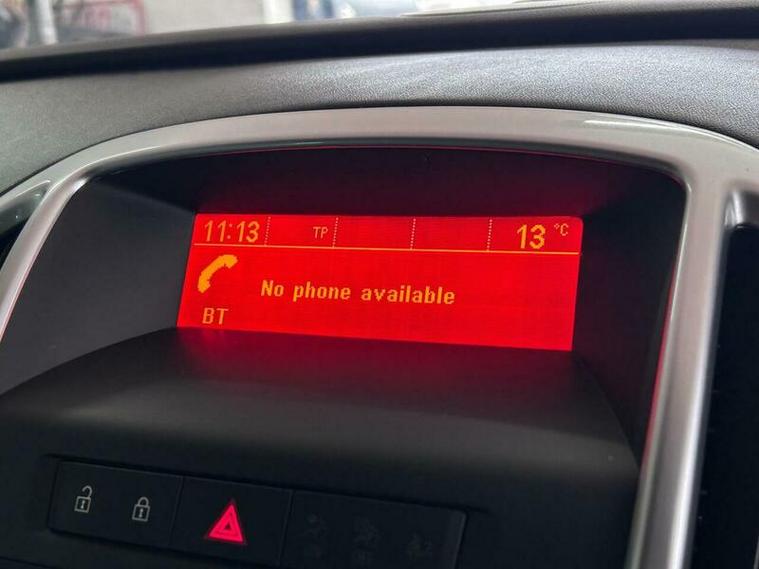 11:13 TP 13 °C
No phone available
BT